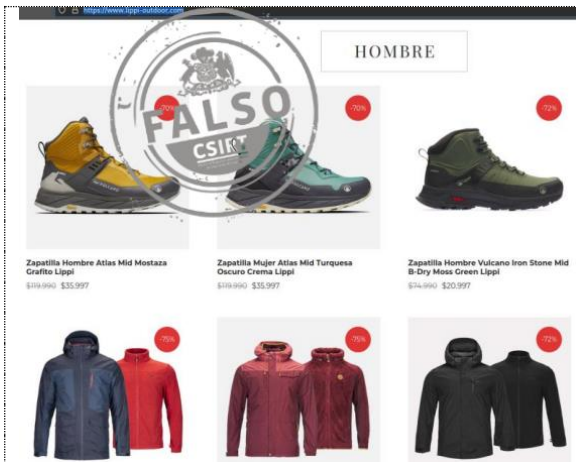 https://www.lippi-outdoor.com
HOMBRE
FALSO
CSIRT
-70%
-70%
-72%
Zapatilla Hombre Atlas Mid Mostaza
Grafito Lippi
$119.990 $35.997
Zapatilla Mujer Atlas Mid Turquesa
Oscuro Crema Lippi
$119.990 $35.997
Zapatilla Hombre Vulcano Iron Stone Mid
B-Dry Moss Green Lippi
$74.990 $20.997
-75%
-75%
-72%